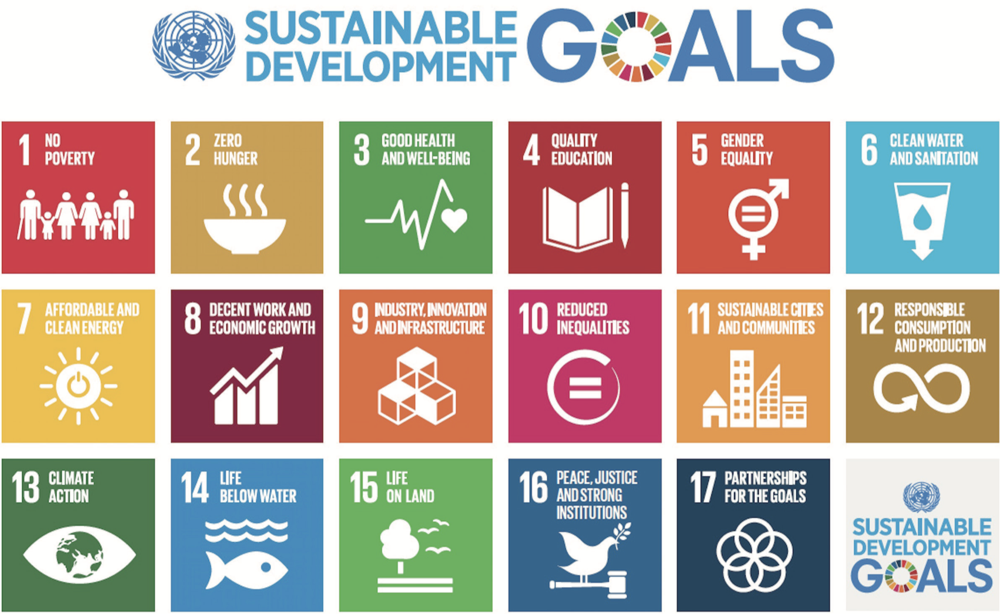 SUSTAINABLE
DEVELOPMENT
GOALS
1 NO
POVERTY
2 ZERO
HUNGER
3 GOOD HEALTH
AND WELL-BEING
4 QUALITY
EDUCATION
5 GENDER
EQUALITY
6 CLEAN WATER
AND SANITATION
7 AFFORDABLE AND
CLEAN ENERGY
8 DECENT WORK AND
ECONOMIC GROWTH
9 INDUSTRY, INNOVATION
AND INFRASTRUCTURE
10 REDUCED
INEQUALITIES
11 SUSTAINABLE CITIES
AND COMMUNITIES
12 RESPONSIBLE
CONSUMPTION
AND PRODUCTION
13 CLIMATE
ACTION
14 LIFE
BELOW WATER
15 LIFE
ON LAND
16 PEACE, JUSTICE
AND STRONG
INSTITUTIONS
17 PARTNERSHIPS
FOR THE GOALS
SUSTAINABLE
DEVELOPMENT
GOALS